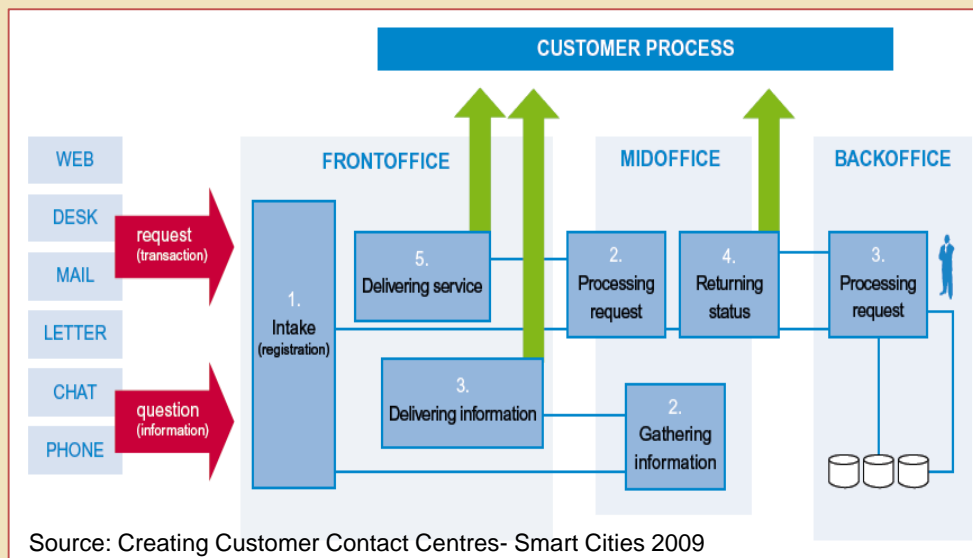 CUSTOMER PROCESS
WEB
DESK
MAIL
LETTER
CHAT
PHONE
request
(transaction)
question
(information)
FRONTOFFICE
1.
Intake
(registration)
5.
Delivering service
3.
Delivering information
MIDOFFICE
2.
Processing
request
4.
Returning
status
2.
Gathering
information
BACKOFFICE
3.
Processing
request
Source: Creating Customer Contact Centres- Smart Cities 2009